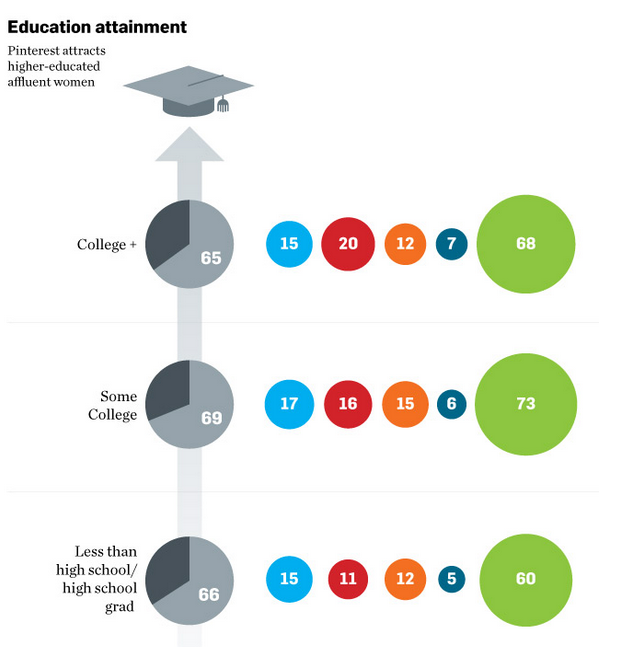 Education attainment
Pinterest attracts
higher-educated
affluent women
College +
65
15
20
12
7
68
Some
College
69
17
16
15
6
73
Less than
high school/
high school
grad
66
15
11
12
5
60